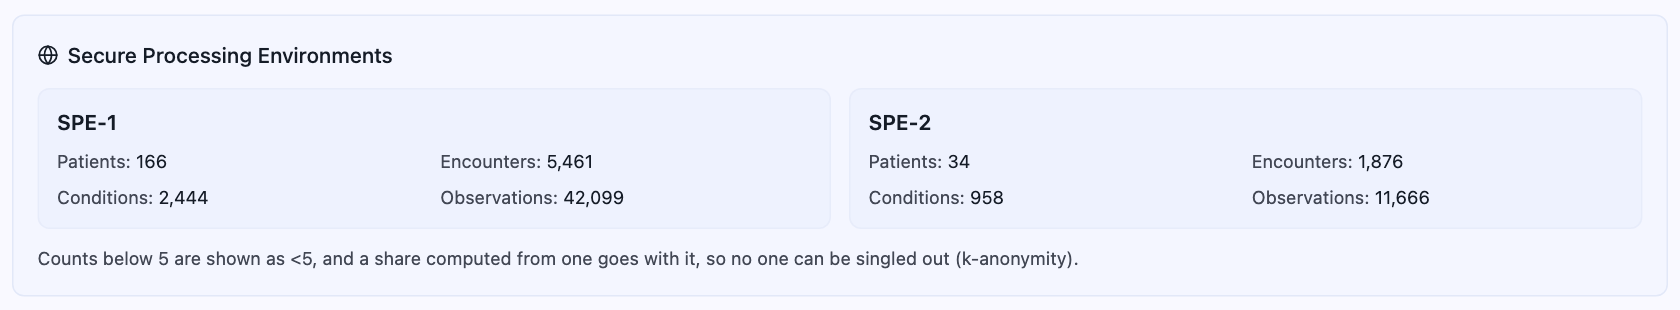 Secure Processing Environments
SPE-1
Patients: 166
Encounters: 5,461
Conditions: 2,444
Observations: 42,099
SPE-2
Patients: 34
Encounters: 1,876
Conditions: 958
Observations: 11,666
Counts below 5 are shown as <5, and a share computed from one goes with it, so no one can be singled out (k-anonymity).